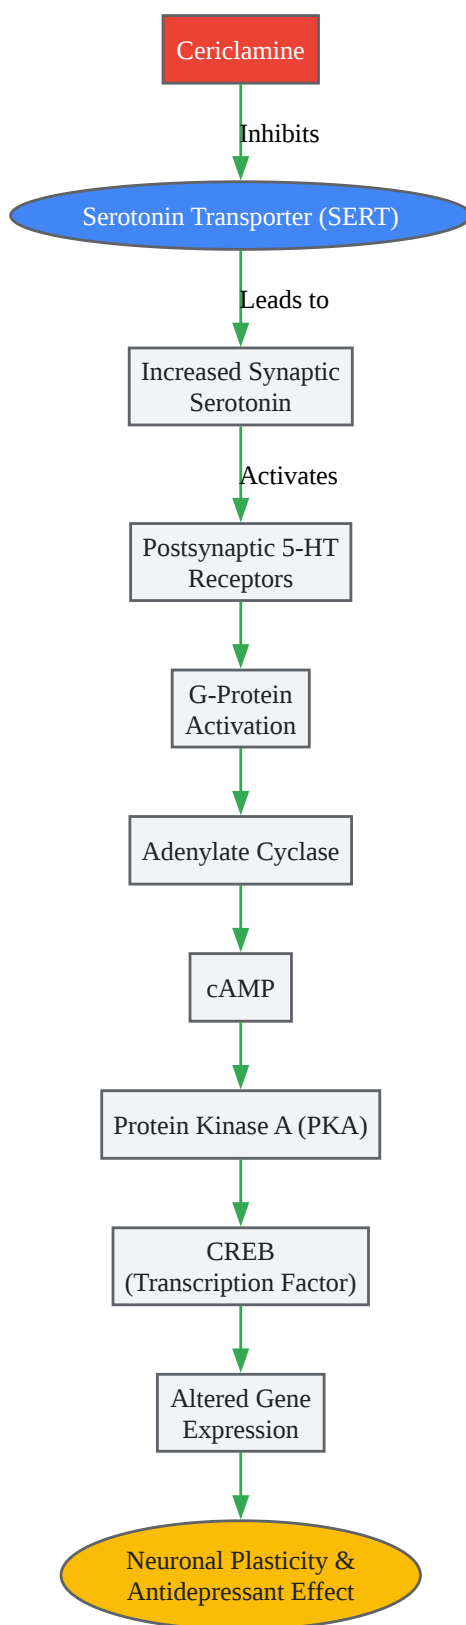 Cericlamine
Inhibits
Serotonin Transporter (SERT)
Leads to
Increased Synaptic
Serotonin
Activates
Postsynaptic 5-HT
Receptors
G-Protein
Activation
Adenylate Cyclase
cAMP
Protein Kinase A (PKA)
CREB
(Transcription Factor)
Altered Gene
Expression
Neuronal Plasticity &
Antidepressant Effect